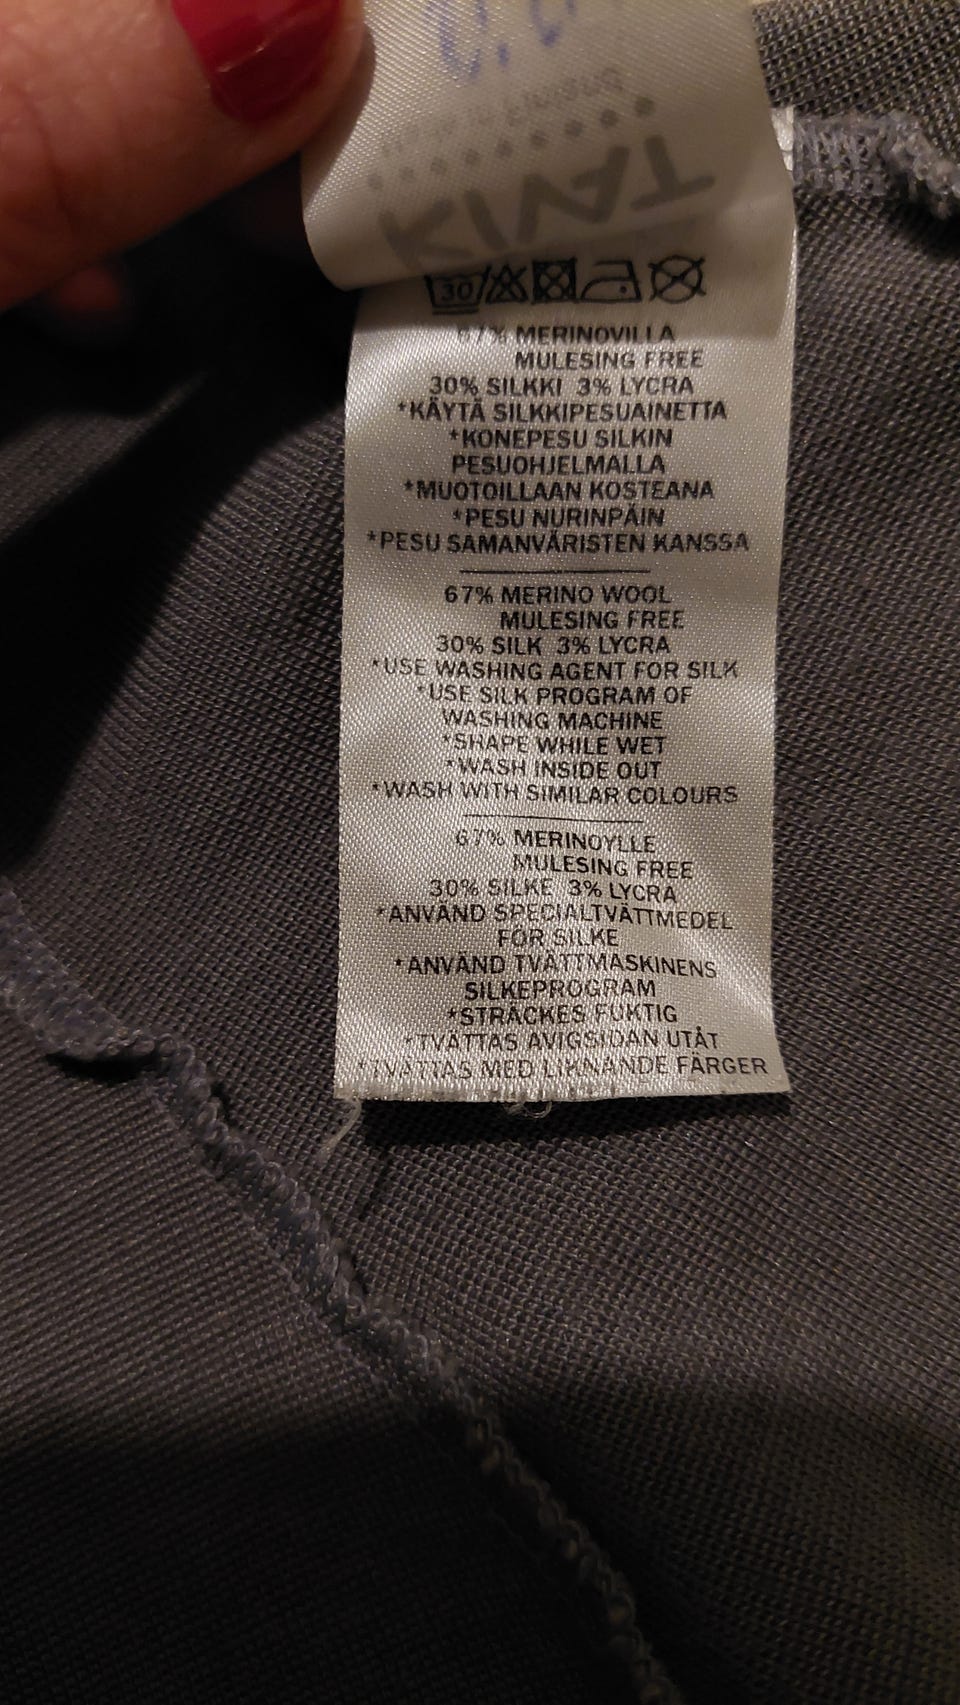 KIVAT
30
67% MERINOVILLA
MULESING FREE
30% SILKKI 3% LYCRA
*KÄYTÄ SILKKIPESUAINETTA
*KONEPESU SILKIN
PESUOHJELMALLA
*MUOTOILLAAN KOSTEANA
*PESU NURINPÄIN
*PESU SAMANVÄRISTEN KANSSA
67% MERINO WOOL
MULESING FREE
30% SILK 3% LYCRA
*USE WASHING AGENT FOR SILK
*USE SILK PROGRAM OF
WASHING MACHINE
*SHAPE WHILE WET
*WASH INSIDE OUT
*WASH WITH SIMILAR COLOURS
67% MERINOYLLE
MULESING FREE
30% SILKE 3% LYCRA
*ANVÄND SPECIALTVÄTTMEDEL
FÖR SILKE
*ANVÄND TVÄTTMASKINENS
SILKEPROGRAM
*STRÄCKES FUKTIG
*TVÄTTAS AVIGSIDAN UTÅT
*TVÄTTAS MED LIKNANDE FÄRGER